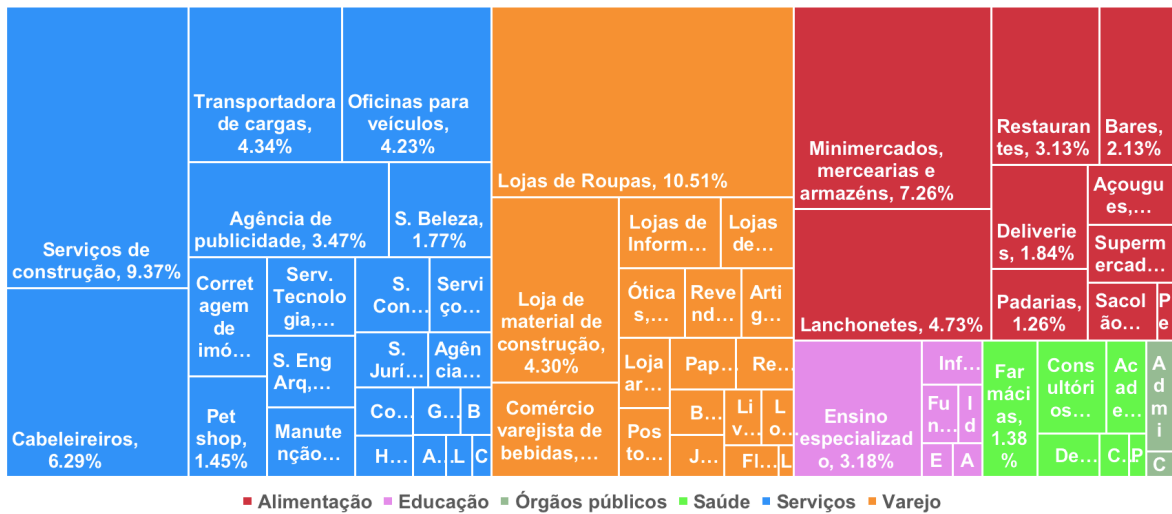 Serviços de
construção, 9.37%
Cabeleireiros,
6.29%
Transportadora
de cargas,
4.34%
Oficinas para
veículos,
4.23%
Agência de
publicidade, 3.47%
S. Beleza,
1.77%
Corret
agem de
imó…
Pet
shop,
1.45%
Serv.
Tecnolo
gia,…
S. Eng
Arq,…
Manute
nção…
S.
Con…
Servi
ço…
S.
Jurí…
Agên
cia…
Co…
G…
B
H…
A…
.L
C
Lojas de Roupas, 10.51%
Loja de
material de
construção,
4.30%
Comércio
varejista de
bebidas,…
Lojas de
Inform…
Lojas
de…
Ótica
s,…
Reve
nd…
Artig
…
Lojar
ar…
Pap…
Re…
Pos
to…
B…
Li
v…
L
o…
J…
Fl…
L
Minimercados,
mercearias e
armazéns, 7.26%
Lanchonetes, 4.73%
Restauran
tes, 3.13%
Bares,
2.13%
Deliverie
s, 1.84%
Açougu
es,…
Superm
ercad…
Padarias,
1.26%
Sacol
ão…
P
e
Ensino
especializad
o, 3.18%
Inf…
Fu
n…
I
d
E
A
Far
mácias,
1.38
%
Cons
ultóri
os…
Ac
ad
e…
De…
C…
P
A
d
m
i
C
Alimentação
Educação
Órgãos públicos
Saúde
Serviços
Varejo